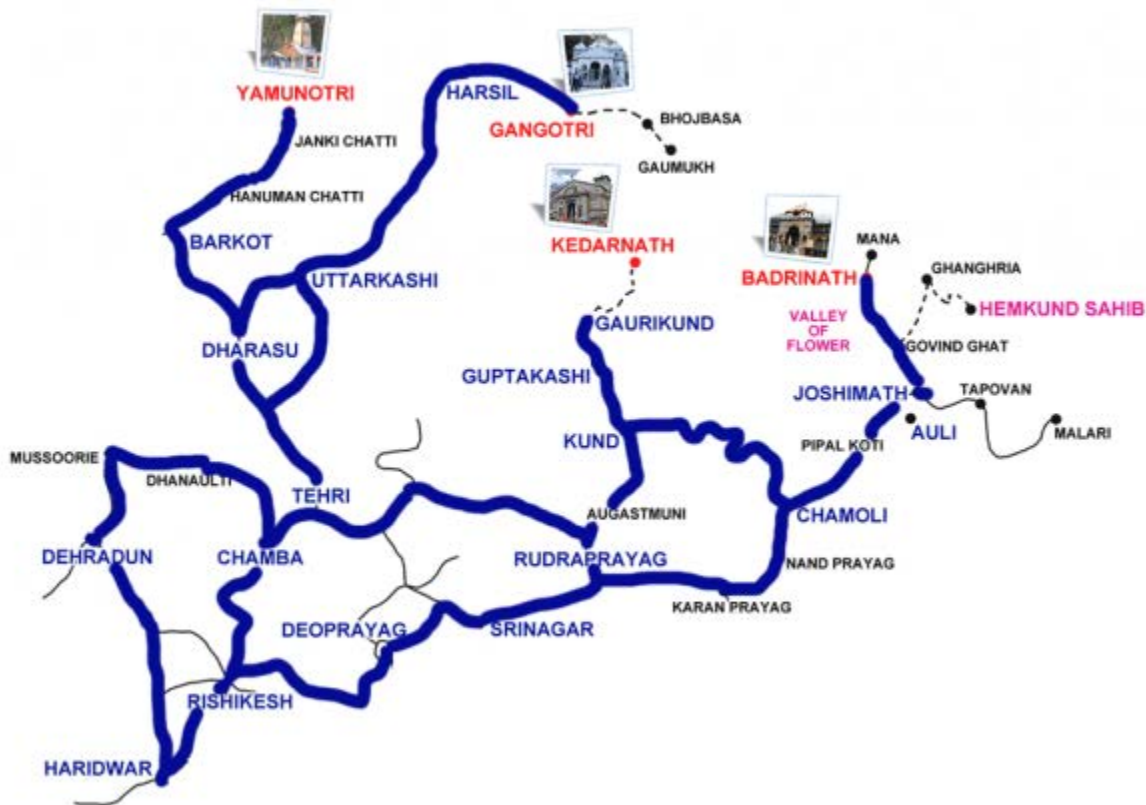 YAMUNOTRI
HARSIL
GANGOTRI
BHOJBASA
JANKI CHATTI
GAUMUKH
HANUMAN CHATTI
BARKOT
KEDARNATH
MANA
BADRINATH
GHANGHRIA
UTTARKASHI
HEMKUND SAHIB
VALLEY
OF
FLOWER
GAURIKUND
GOVIND GHAT
DHARASU
GUPTAKASHI
JOSHIMATH
TAPOVAN
AULI
MALARI
KUND
PIPAL KOTI
MUSSOORIE
DHANAULTI
TEHRI
AUGASTMUNI
CHAMOLI
DEHRADUN
CHAMBA
RUDRAPRAYAG
NAND PRAYAG
KARAN PRAYAG
DEOPRAYAG
SRINAGAR
RISHIKESH
HARIDWAR